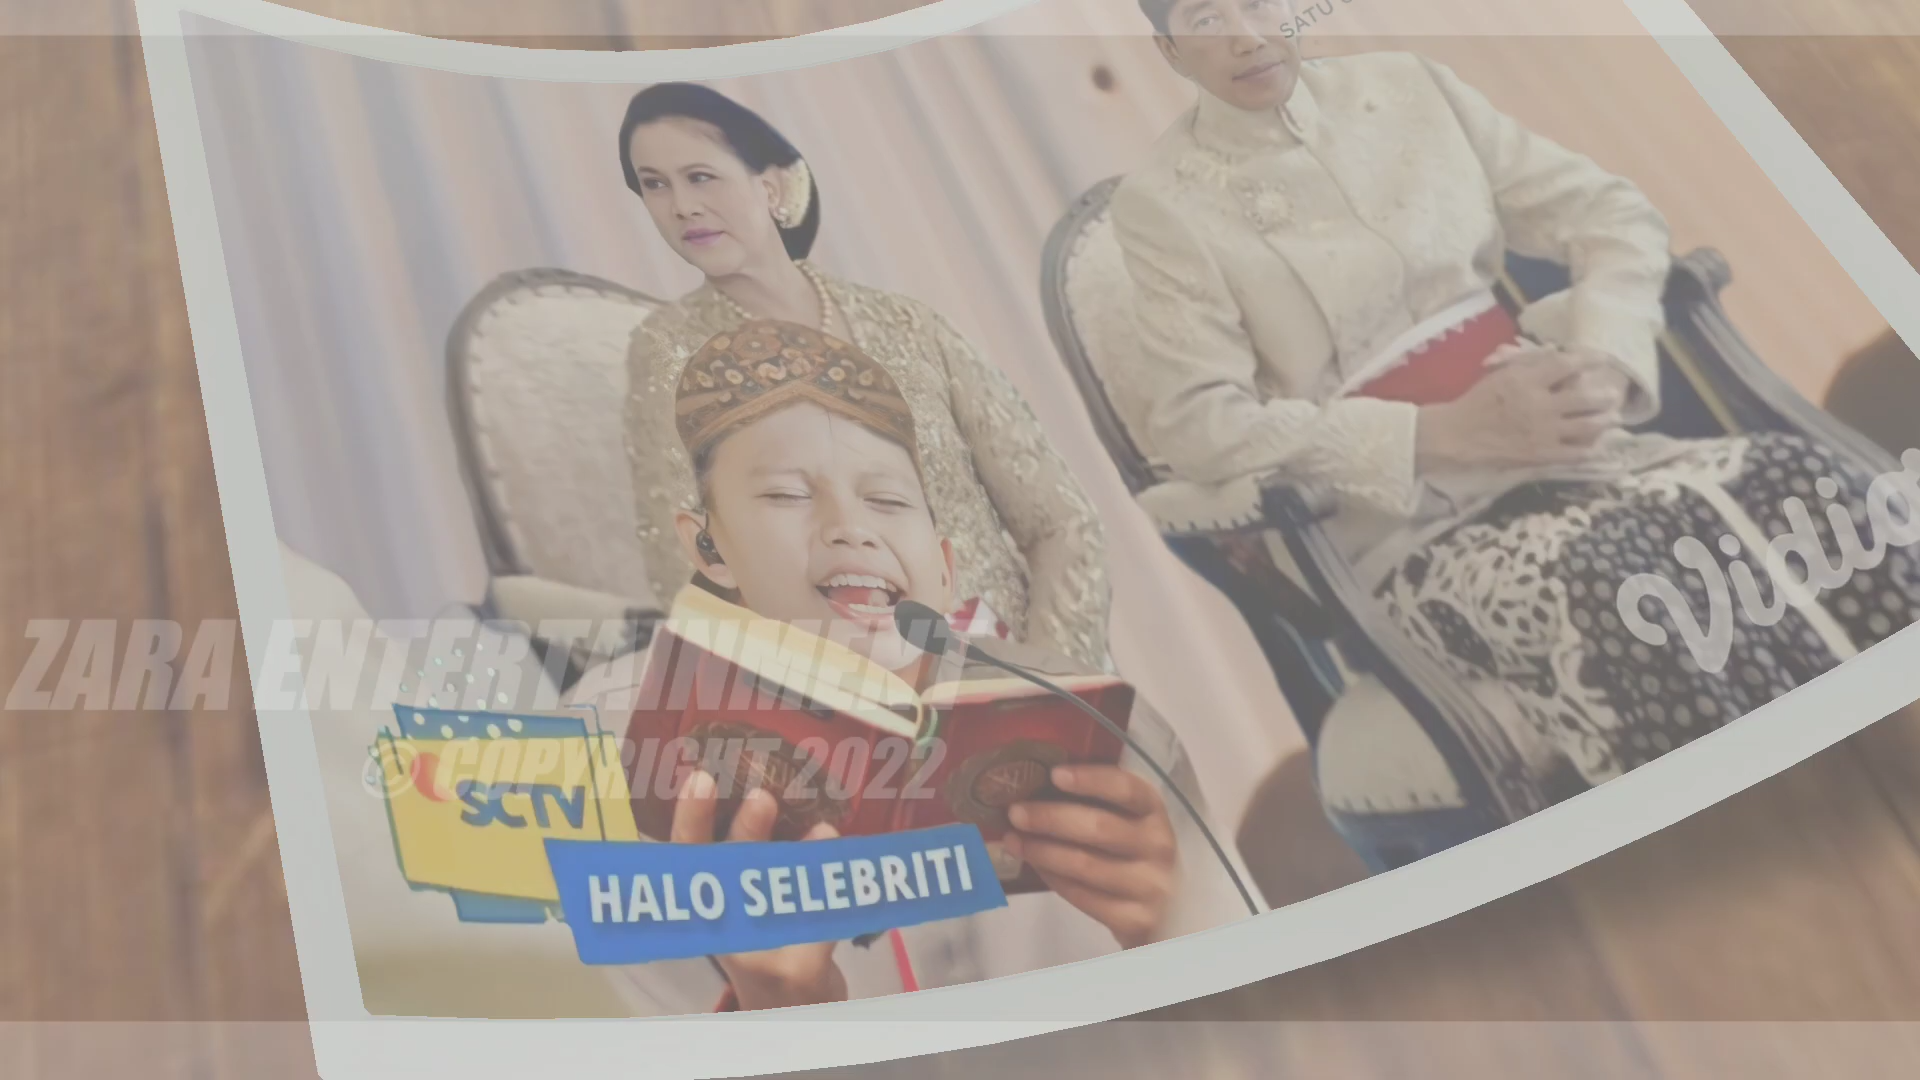 SATU
Vidio
ZARA ENTERTAINMENT
© COPYRIGHT 2022
SCTV
HALO SELEBRITI